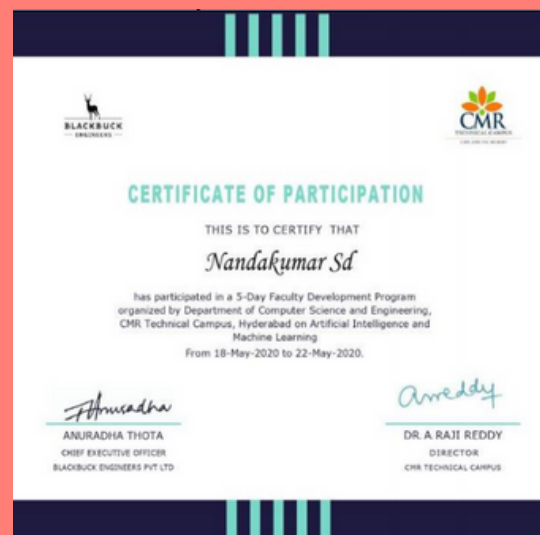 BLACKBUCK
ENGINEERS
CMR
TECHNICAL CAMPUS
CERTIFICATE OF PARTICIPATION
THIS IS TO CERTIFY THAT
Nandakumar Sd
has participated in a 5-Day Faculty Development Program
organized by Department of Computer Science and Engineering,
CMR Technical Campus, Hyderabad on Artificial Intelligence and
Machine Learning
From 18-May-2020 to 22-May-2020.
Anuradha
ANURADHA THOTA
CHIEF EXECUTIVE OFFICER
BLACKBUCK ENGINEERS PVT LTD
arreddy
DR A RAJI REDDY
DIRECTOR
CMR TECHNICAL CAMPUS